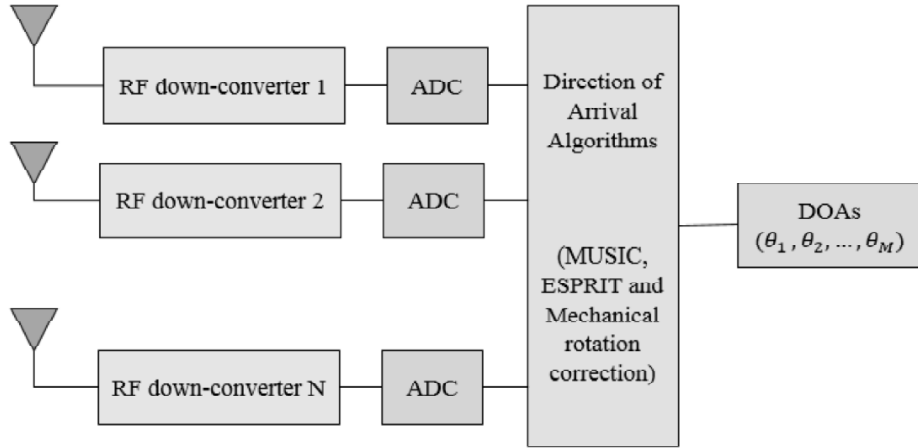 RF down-converter 1
ADC
RF down-converter 2
ADC
RF down-converter N
ADC
Direction of
Arrival
Algorithms
(MUSIC,
ESPRIT and
Mechanical
rotation
correction)
DOAs
(θ₁, θ₂, ..., θ_M)